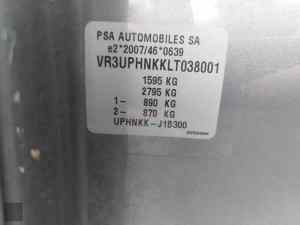 PSA AUTOMOBILES SA
e2*2007/46*0639
VR3UPHNKKLT038001
1595 KG
2795 KG
1- 890 KG
2- 870 KG
UPHNKK-J1B300